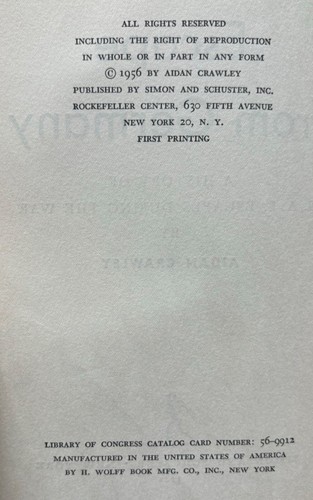 ALL RIGHTS RESERVED
INCLUDING THE RIGHT OF REPRODUCTION
IN WHOLE OR IN PART IN ANY FORM
© 1956 BY AIDAN CRAWLEY
PUBLISHED BY SIMON AND SCHUSTER, INC.
ROCKEFELLER CENTER, 630 FIFTH AVENUE
NEW YORK 20, N. Y.
FIRST PRINTING
LIBRARY OF CONGRESS CATALOG CARD NUMBER: 56-9912
MANUFACTURED IN THE UNITED STATES OF AMERICA
BY H. WOLFF BOOK MFG. CO., INC., NEW YORK